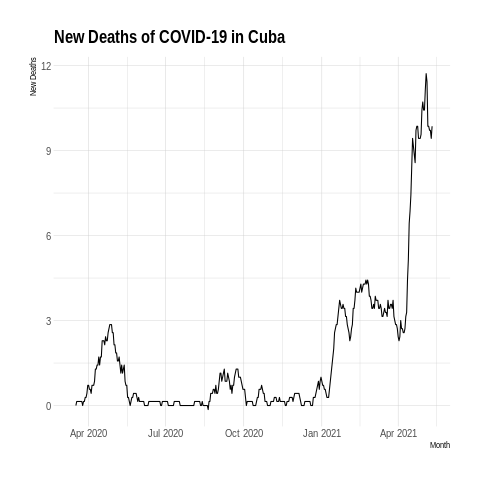 New Deaths of COVID-19 in Cuba
New Deaths
12
9
6
3
0
Apr 2020 Jul 2020 Oct 2020 Jan 2021 Apr 2021
Month